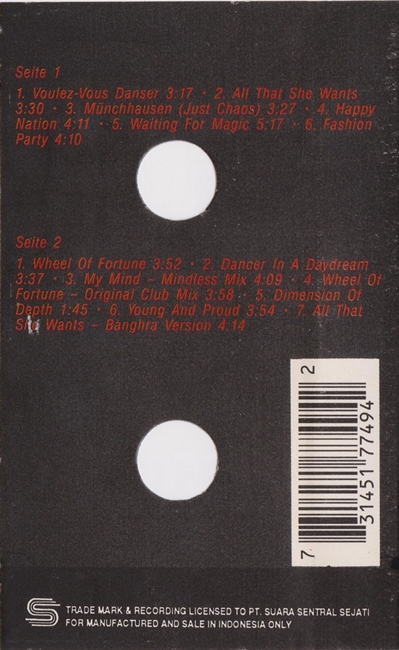 Seite 1
1. Voulez-Vous Danser 3:17 · 2. All That She Wants
3:30 · 3. Münchhausen (Just Chaos) 3:27 · 4. Happy
Nation 4:11 · 5. Waiting For Magic 5:17 · 6. Fashion
Party 4:10
Seite 2
1. Wheel Of Fortune 3:52 · 2. Dancer In A Daydream
3:37 · 3. My Mind – Mindless Mix 4:09 · 4. Wheel Of
Fortune – Original Club Mix 3:58 · 5. Dimension Of
Depth 1:45 · 6. Young And Proud 3:54 · 7. All That
She Wants – Banghra Version 4.14
7 31451 77494 2
S TRADE MARK & RECORDING LICENSED TO PT. SUARA SENTRAL SEJATI
FOR MANUFACTURED AND SALE IN INDONESIA ONLY